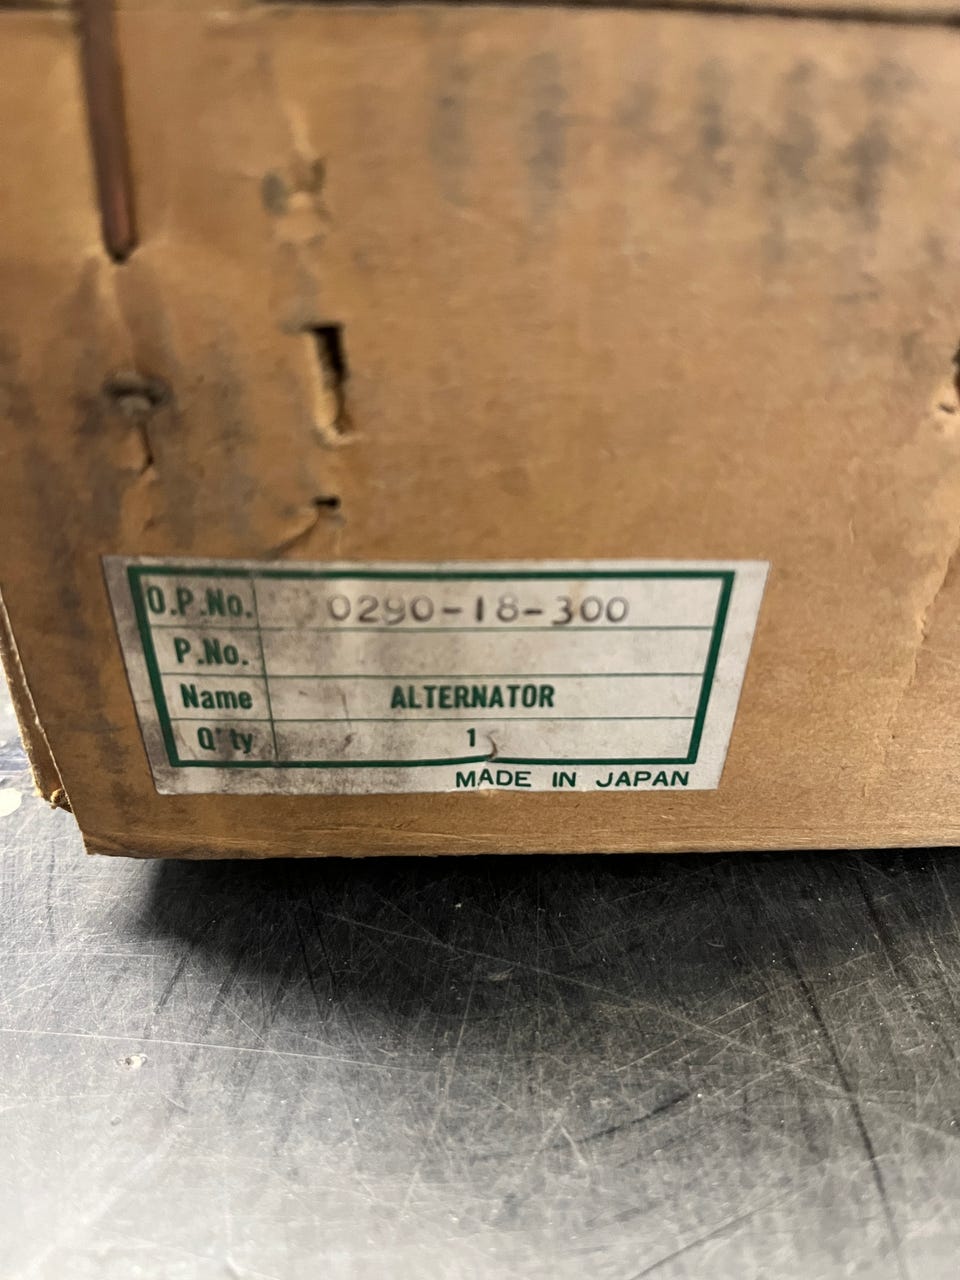 O.P.No. 0290-18-300
P.No.
Name ALTERNATOR
Q'ty 1
MADE IN JAPAN